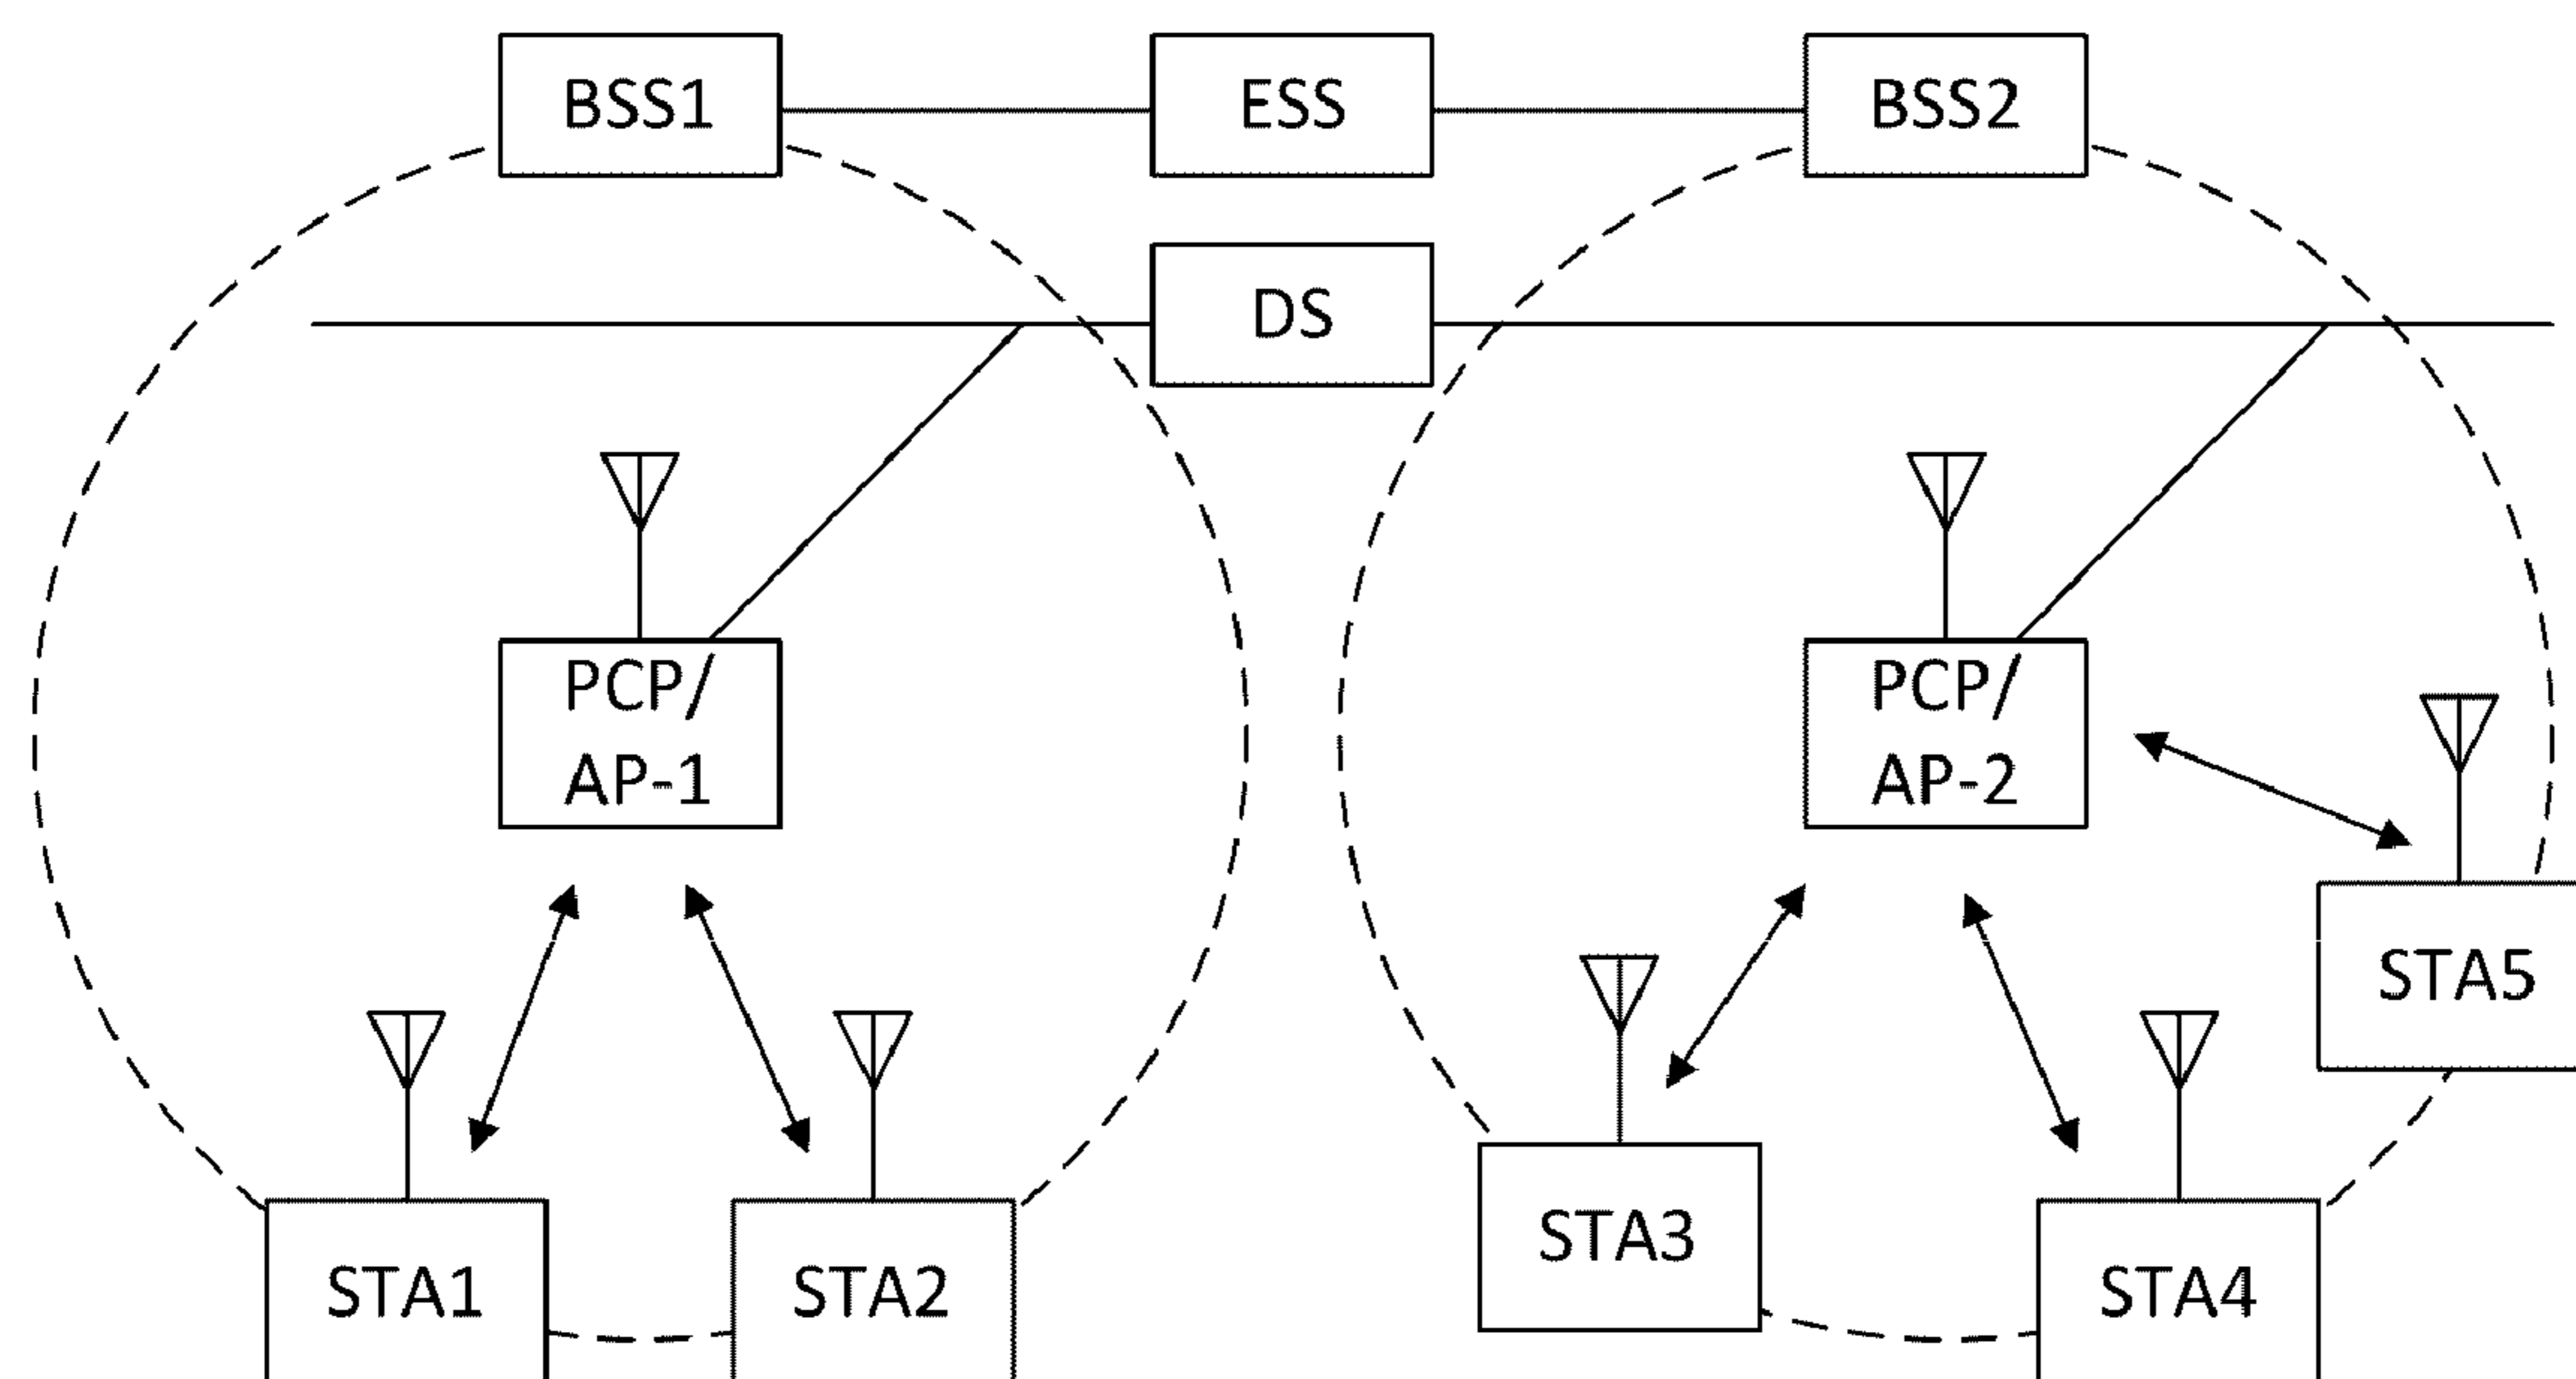 BSS1
ESS
BSS2
DS
PCP/
AP-1
PCP/
AP-2
STA5
STA3
STA1
STA2
STA4